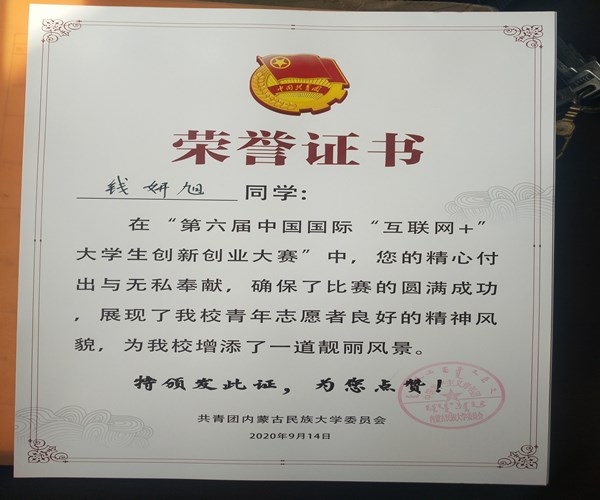 中国共青团
荣誉证书
钱妍旭 同学:
在“第六届中国国际“互联网+”
大学生创新创业大赛”中，您的精心付
出与无私奉献，确保了比赛的圆满成功
，展现了我校青年志愿者良好的精神风
貌，为我校增添了一道靓丽风景。
特颁发此证，为您点赞！
共青团内蒙古民族大学委员会
2020年9月14日